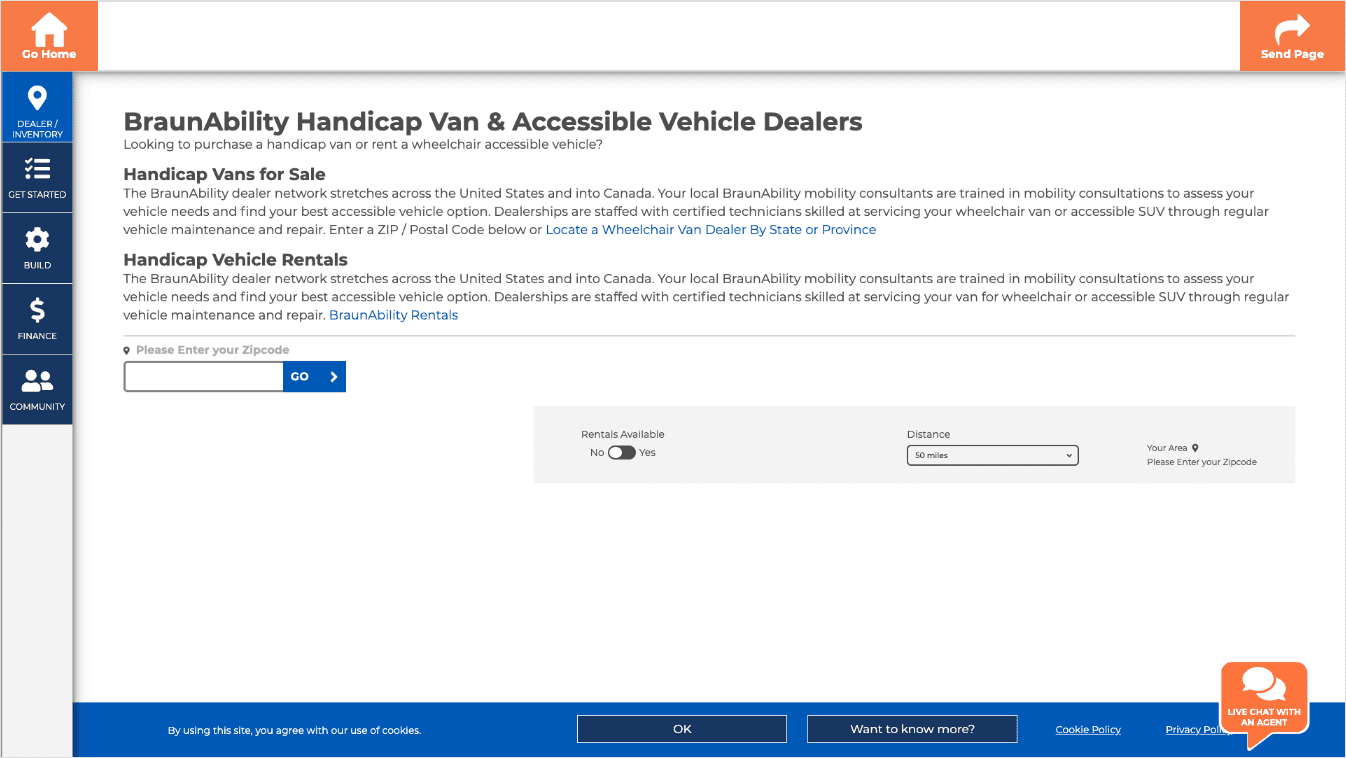 Go Home
Send Page
DEALER /
INVENTORY
GET STARTED
BUILD
FINANCE
COMMUNITY
BraunAbility Handicap Van & Accessible Vehicle Dealers
Looking to purchase a handicap van or rent a wheelchair accessible vehicle?
Handicap Vans for Sale
The BraunAbility dealer network stretches across the United States and into Canada. Your local BraunAbility mobility consultants are trained in mobility consultations to assess your
vehicle needs and find your best accessible vehicle option. Dealerships are staffed with certified technicians skilled at servicing your wheelchair van or accessible SUV through regular
vehicle maintenance and repair. Enter a ZIP / Postal Code below or Locate a Wheelchair Van Dealer By State or Province
Handicap Vehicle Rentals
The BraunAbility dealer network stretches across the United States and into Canada. Your local BraunAbility mobility consultants are trained in mobility consultations to assess your
vehicle needs and find your best accessible vehicle option. Dealerships are staffed with certified technicians skilled at servicing your van for wheelchair or accessible SUV through regular
vehicle maintenance and repair. BraunAbility Rentals
Please Enter your Zipcode
GO
Rentals Available
No Yes
Distance
50 miles
Your Area
Please Enter your Zipcode
By using this site, you agree with our use of cookies.
OK
Want to know more?
Cookie Policy
Privacy
LIVE CHAT WITH
AN AGENT